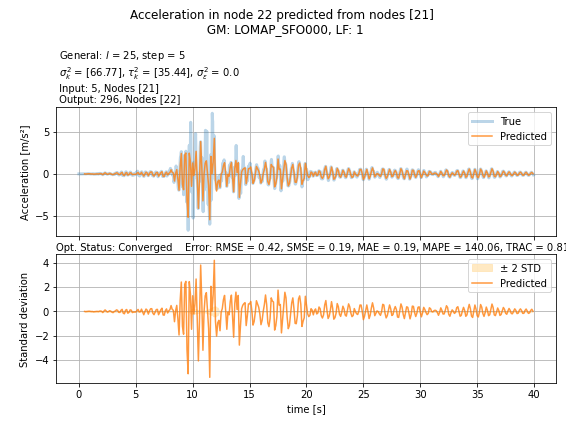 Acceleration in node 22 predicted from nodes [21]
GM: LOMAP_SFO000, LF: 1
General: l = 25, step = 5
σ²ₖ = [66.77], τ²ₖ = [35.44], σ²ε = 0.0
Input: 5, Nodes [21]
Output: 296, Nodes [22]
True
Predicted
5
0
−5
Acceleration [m/s²]
Opt. Status: Converged Error: RMSE = 0.42, SMSE = 0.19, MAE = 0.19, MAPE = 140.06, TRAC = 0.81
± 2 STD
Predicted
4
2
0
−2
−4
Standard deviation
0 5 10 15 20 25 30 35 40
time [s]